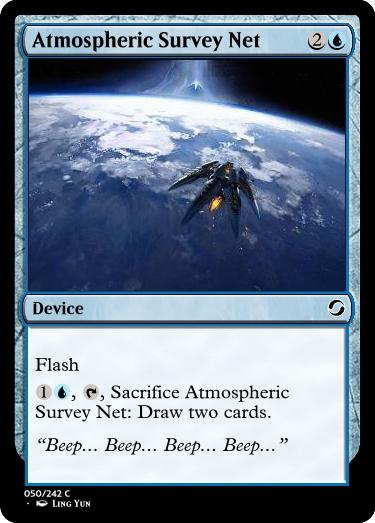 Atmospheric Survey Net 2
Device
Flash
1, , Sacrifice Atmospheric
Survey Net: Draw two cards.
“Beep... Beep... Beep... Beep...”
050/242 C
· Ling Yun